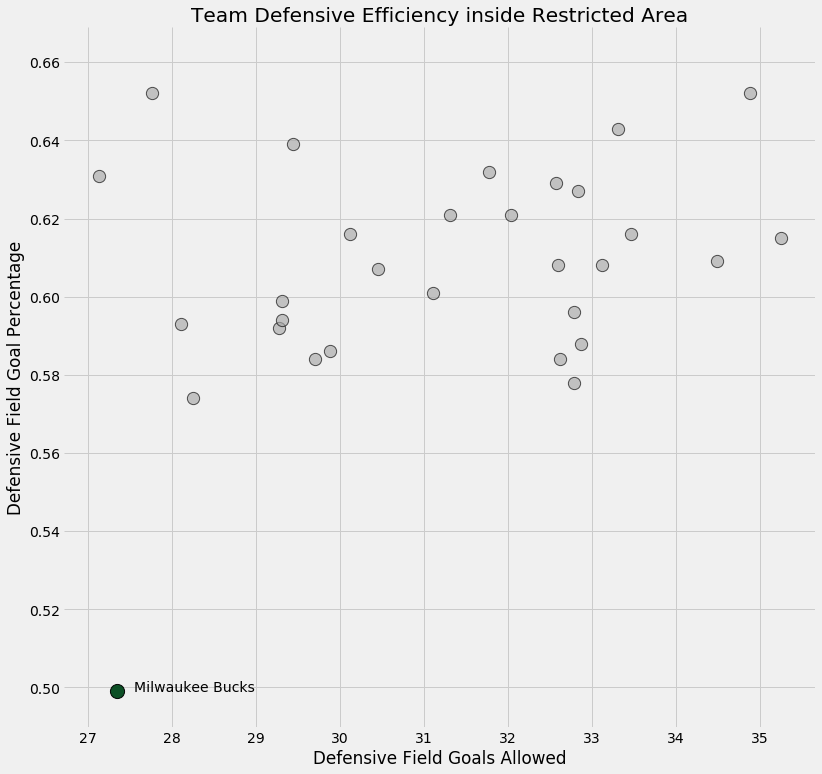 Team Defensive Efficiency inside Restricted Area
Defensive Field Goal Percentage
0.66
0.64
0.62
0.60
0.58
0.56
0.54
0.52
0.50
Milwaukee Bucks
27 28 29 30 31 32 33 34 35
Defensive Field Goals Allowed